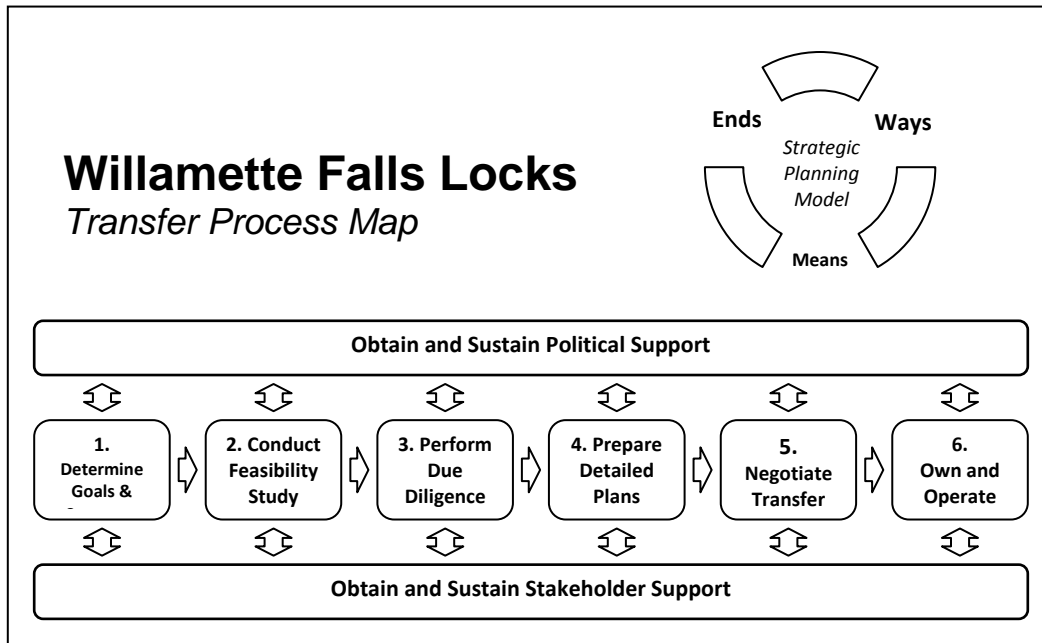 Willamette Falls Locks
Transfer Process Map
Ends
Ways
Strategic
Planning
Model
Means
Obtain and Sustain Political Support
1.
Determine
Goals &
2. Conduct
Feasibility
Study
3. Perform
Due
Diligence
4. Prepare
Detailed
Plans
5.
Negotiate
Transfer
6.
Own and
Operate
Obtain and Sustain Stakeholder Support